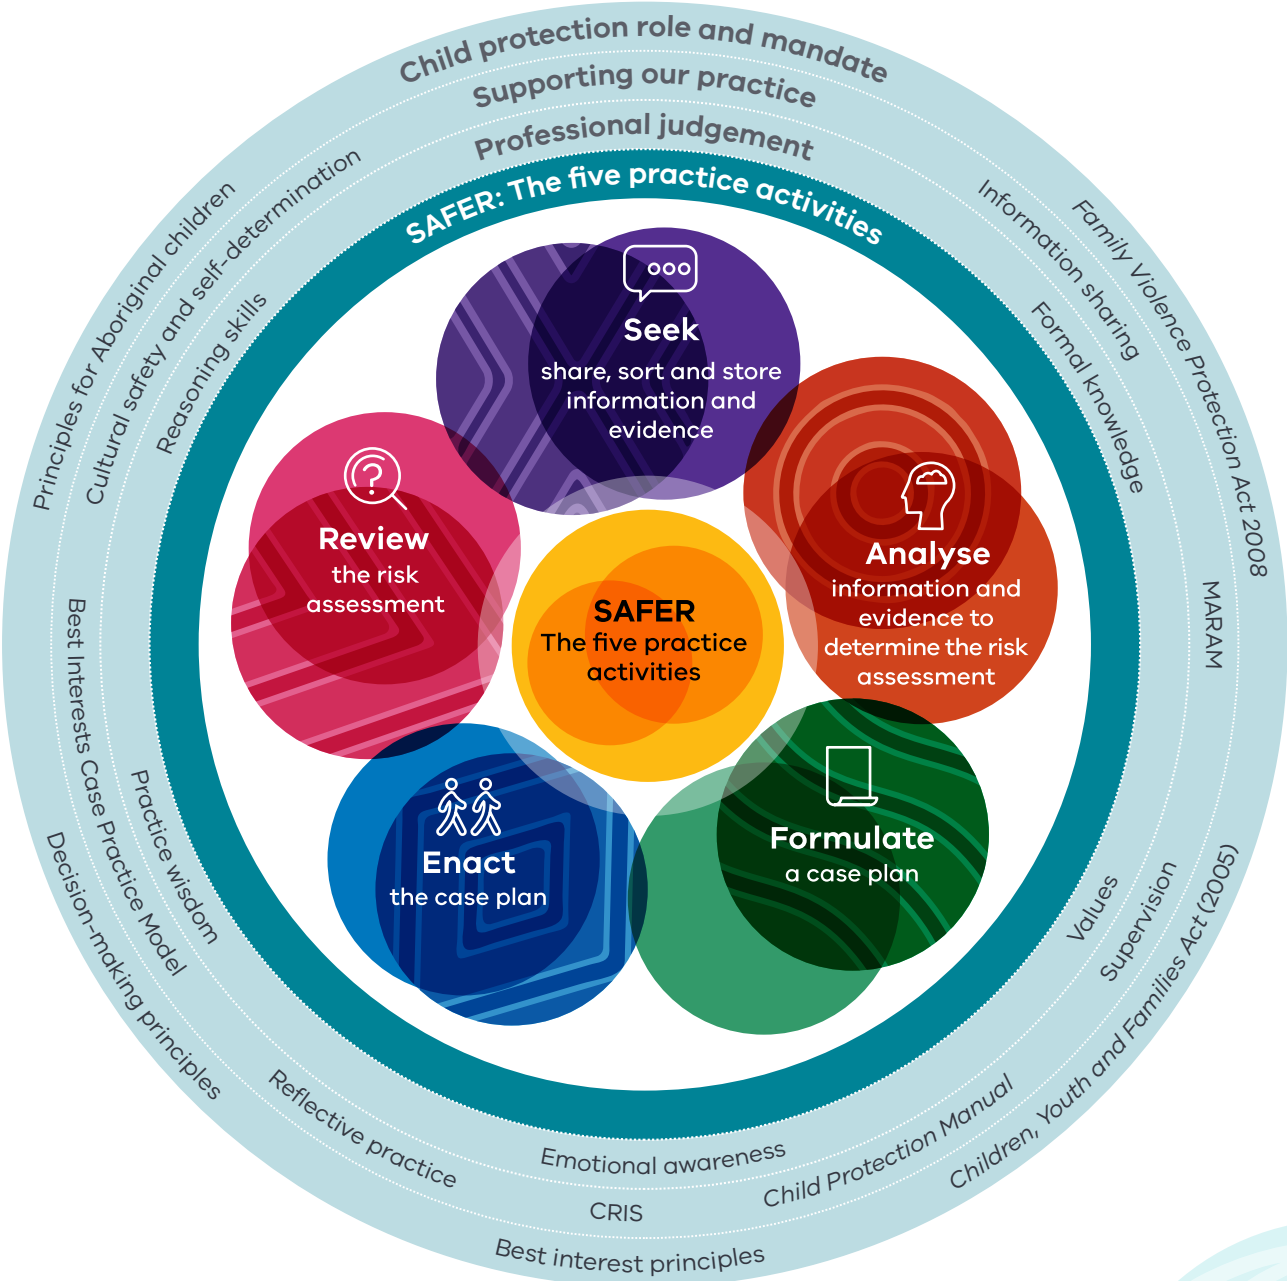 Child protection role and mandate
Supporting our practice
Professional judgement
SAFER: The five practice activities
Seek
share, sort and store
information and
evidence
Analyse
information and
evidence to
determine the risk
assessment
Formulate
a case plan
Enact
the case plan
Review
the risk
assessment
SAFER
The five practice
activities
Family Violence Protection Act 2008
Children, Youth and Families Act (2005)
Best interest principles
Decision-making principles
Principles for Aboriginal children
Information sharing
MARAM
Supervision
Child Protection Manual
CRIS
Best Interests Case Practice Model
Cultural safety and self-determination
Formal knowledge
Values
Emotional awareness
Reflective practice
Practice wisdom
Reasoning skills